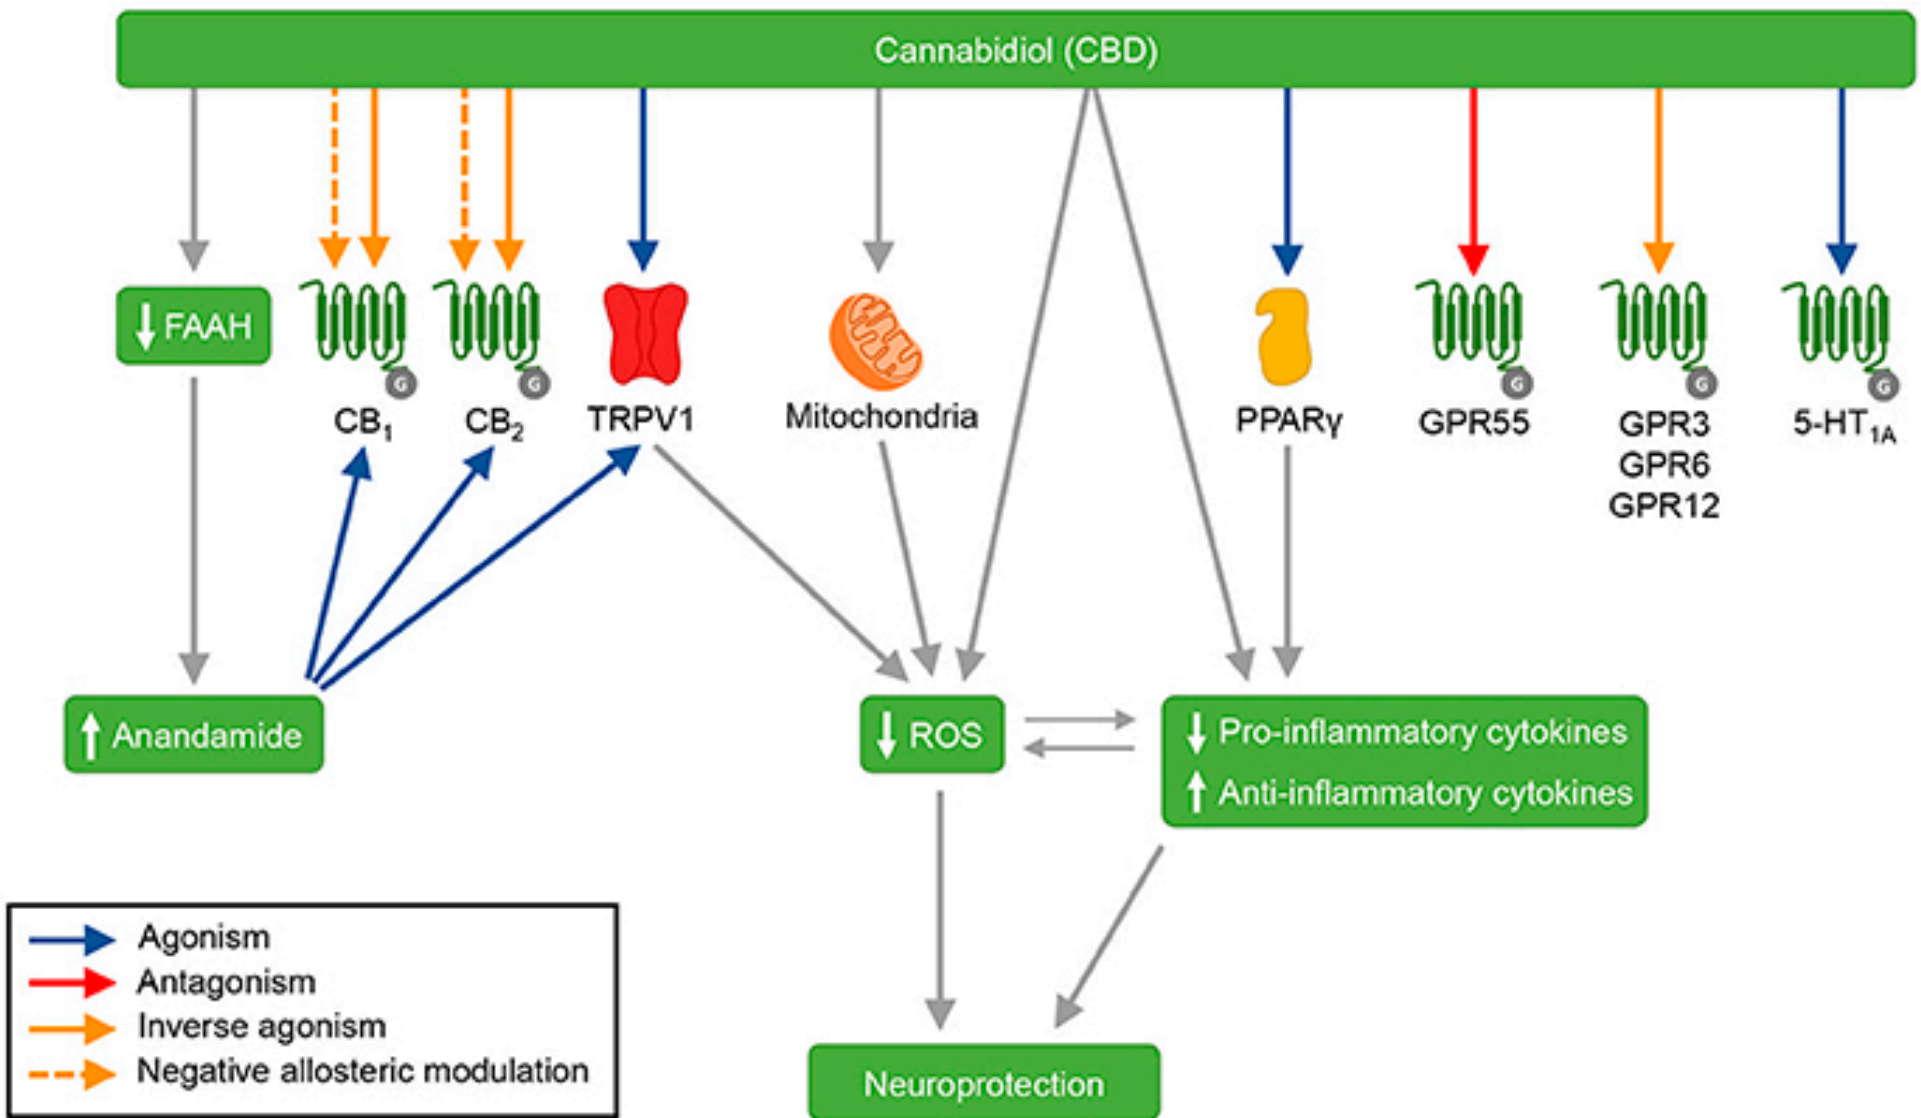 Cannabidiol (CBD)
↓ FAAH
G
CB₁
G
CB₂
TRPV1
Mitochondria
PPARγ
G
GPR55
G
GPR3
GPR6
GPR12
G
5-HT₁A
↑ Anandamide
↓ ROS
↓ Pro-inflammatory cytokines
↑ Anti-inflammatory cytokines
Agonism
Antagonism
Inverse agonism
Negative allosteric modulation
Neuroprotection